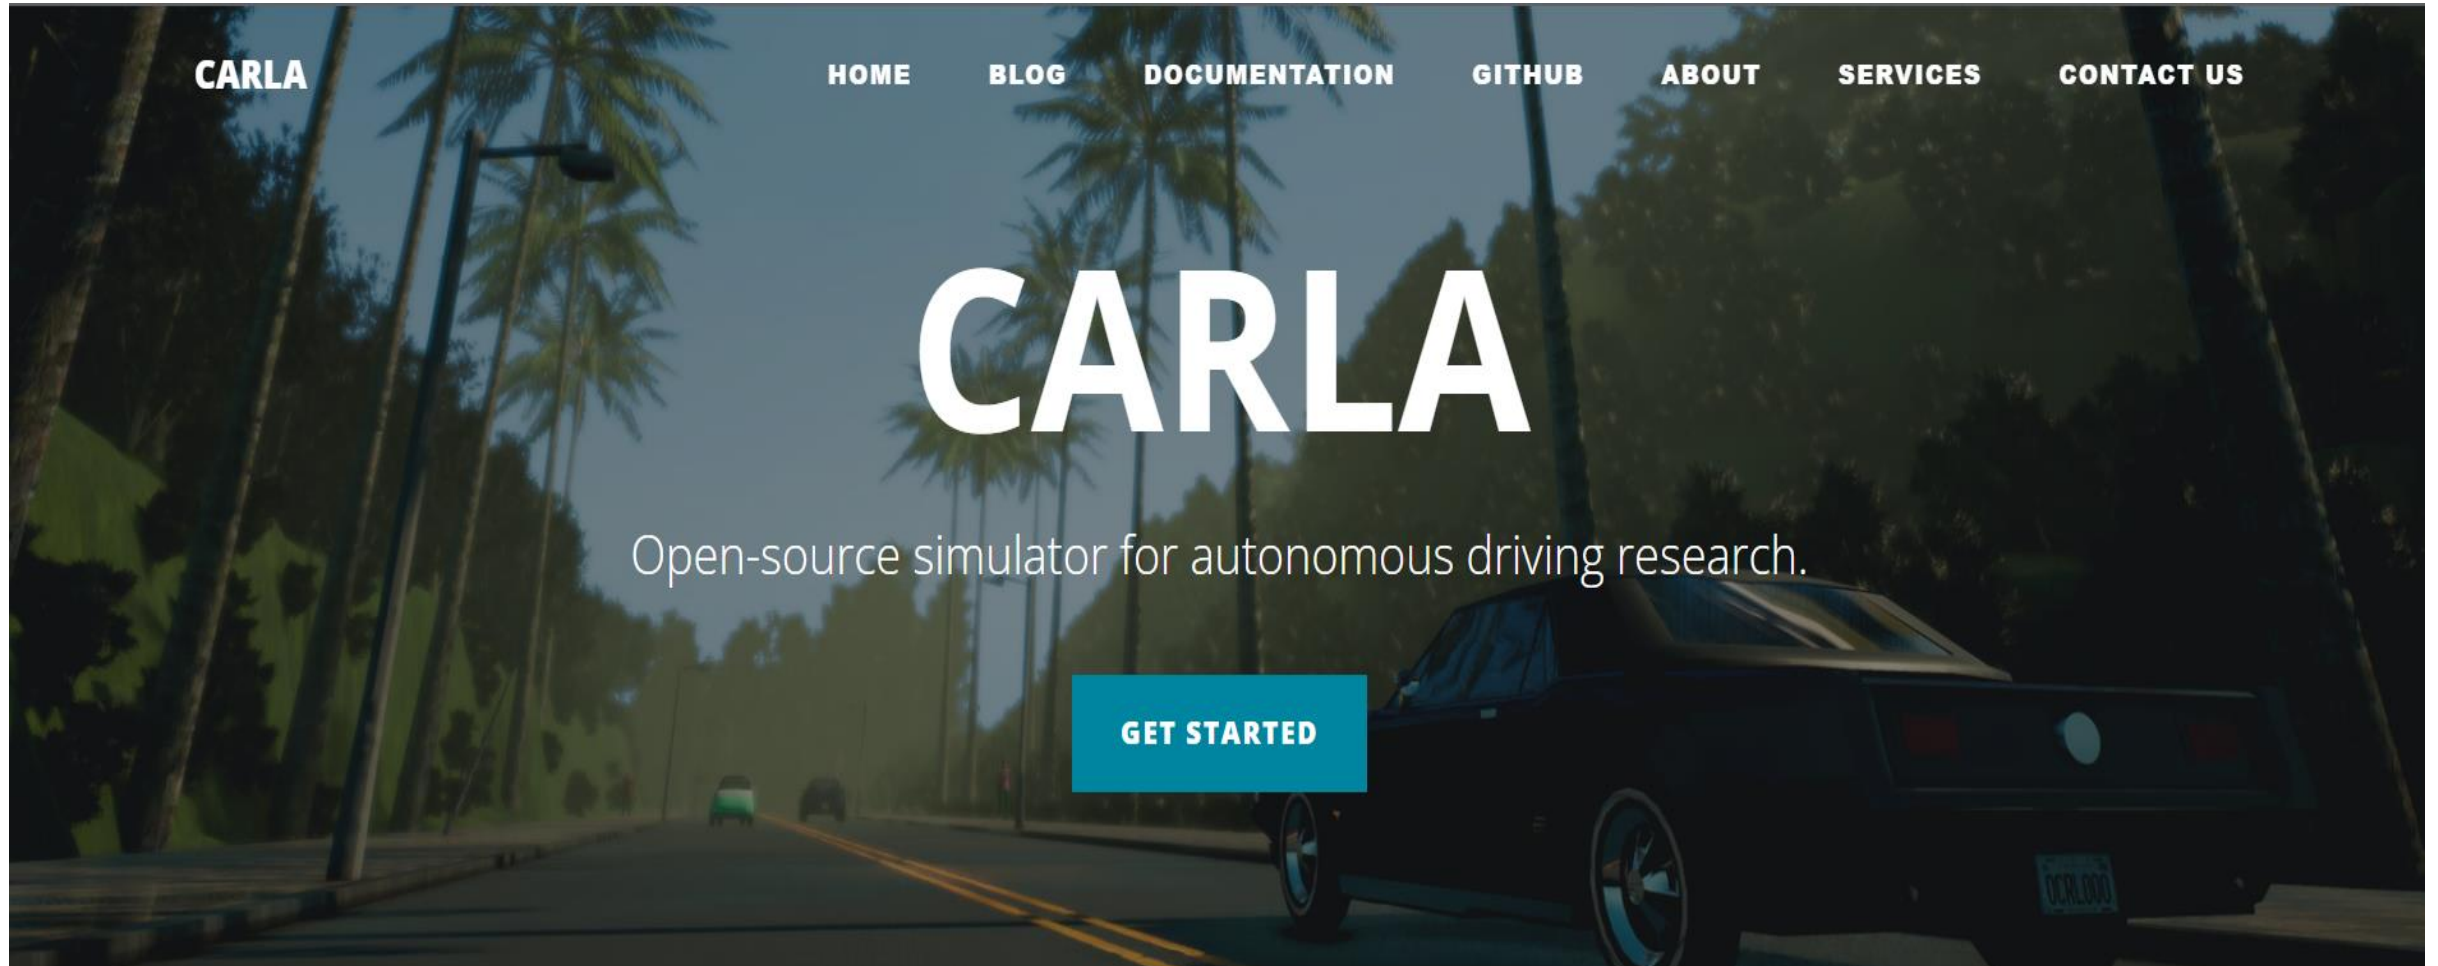 CARLA HOME BLOG DOCUMENTATION GITHUB ABOUT SERVICES CONTACT US
CARLA
Open-source simulator for autonomous driving research.
GET STARTED